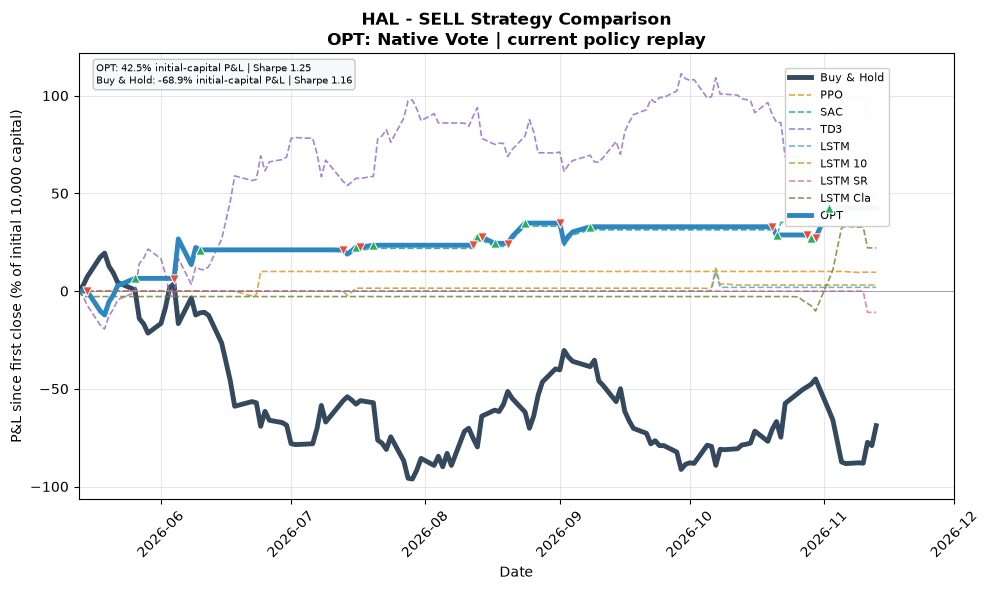 HAL - SELL Strategy Comparison
OPT: Native Vote | current policy replay
OPT: 42.5% initial-capital P&L | Sharpe 1.25
Buy & Hold: -68.9% initial-capital P&L | Sharpe 1.16
Buy & Hold
PPO
SAC
TD3
LSTM
LSTM 10
LSTM SR
LSTM Cla
OPT
P&L since first close (% of initial 10,000 capital)
100
50
0
−50
−100
2026-06
2026-07
2026-08
2026-09
2026-10
2026-11
2026-12
Date